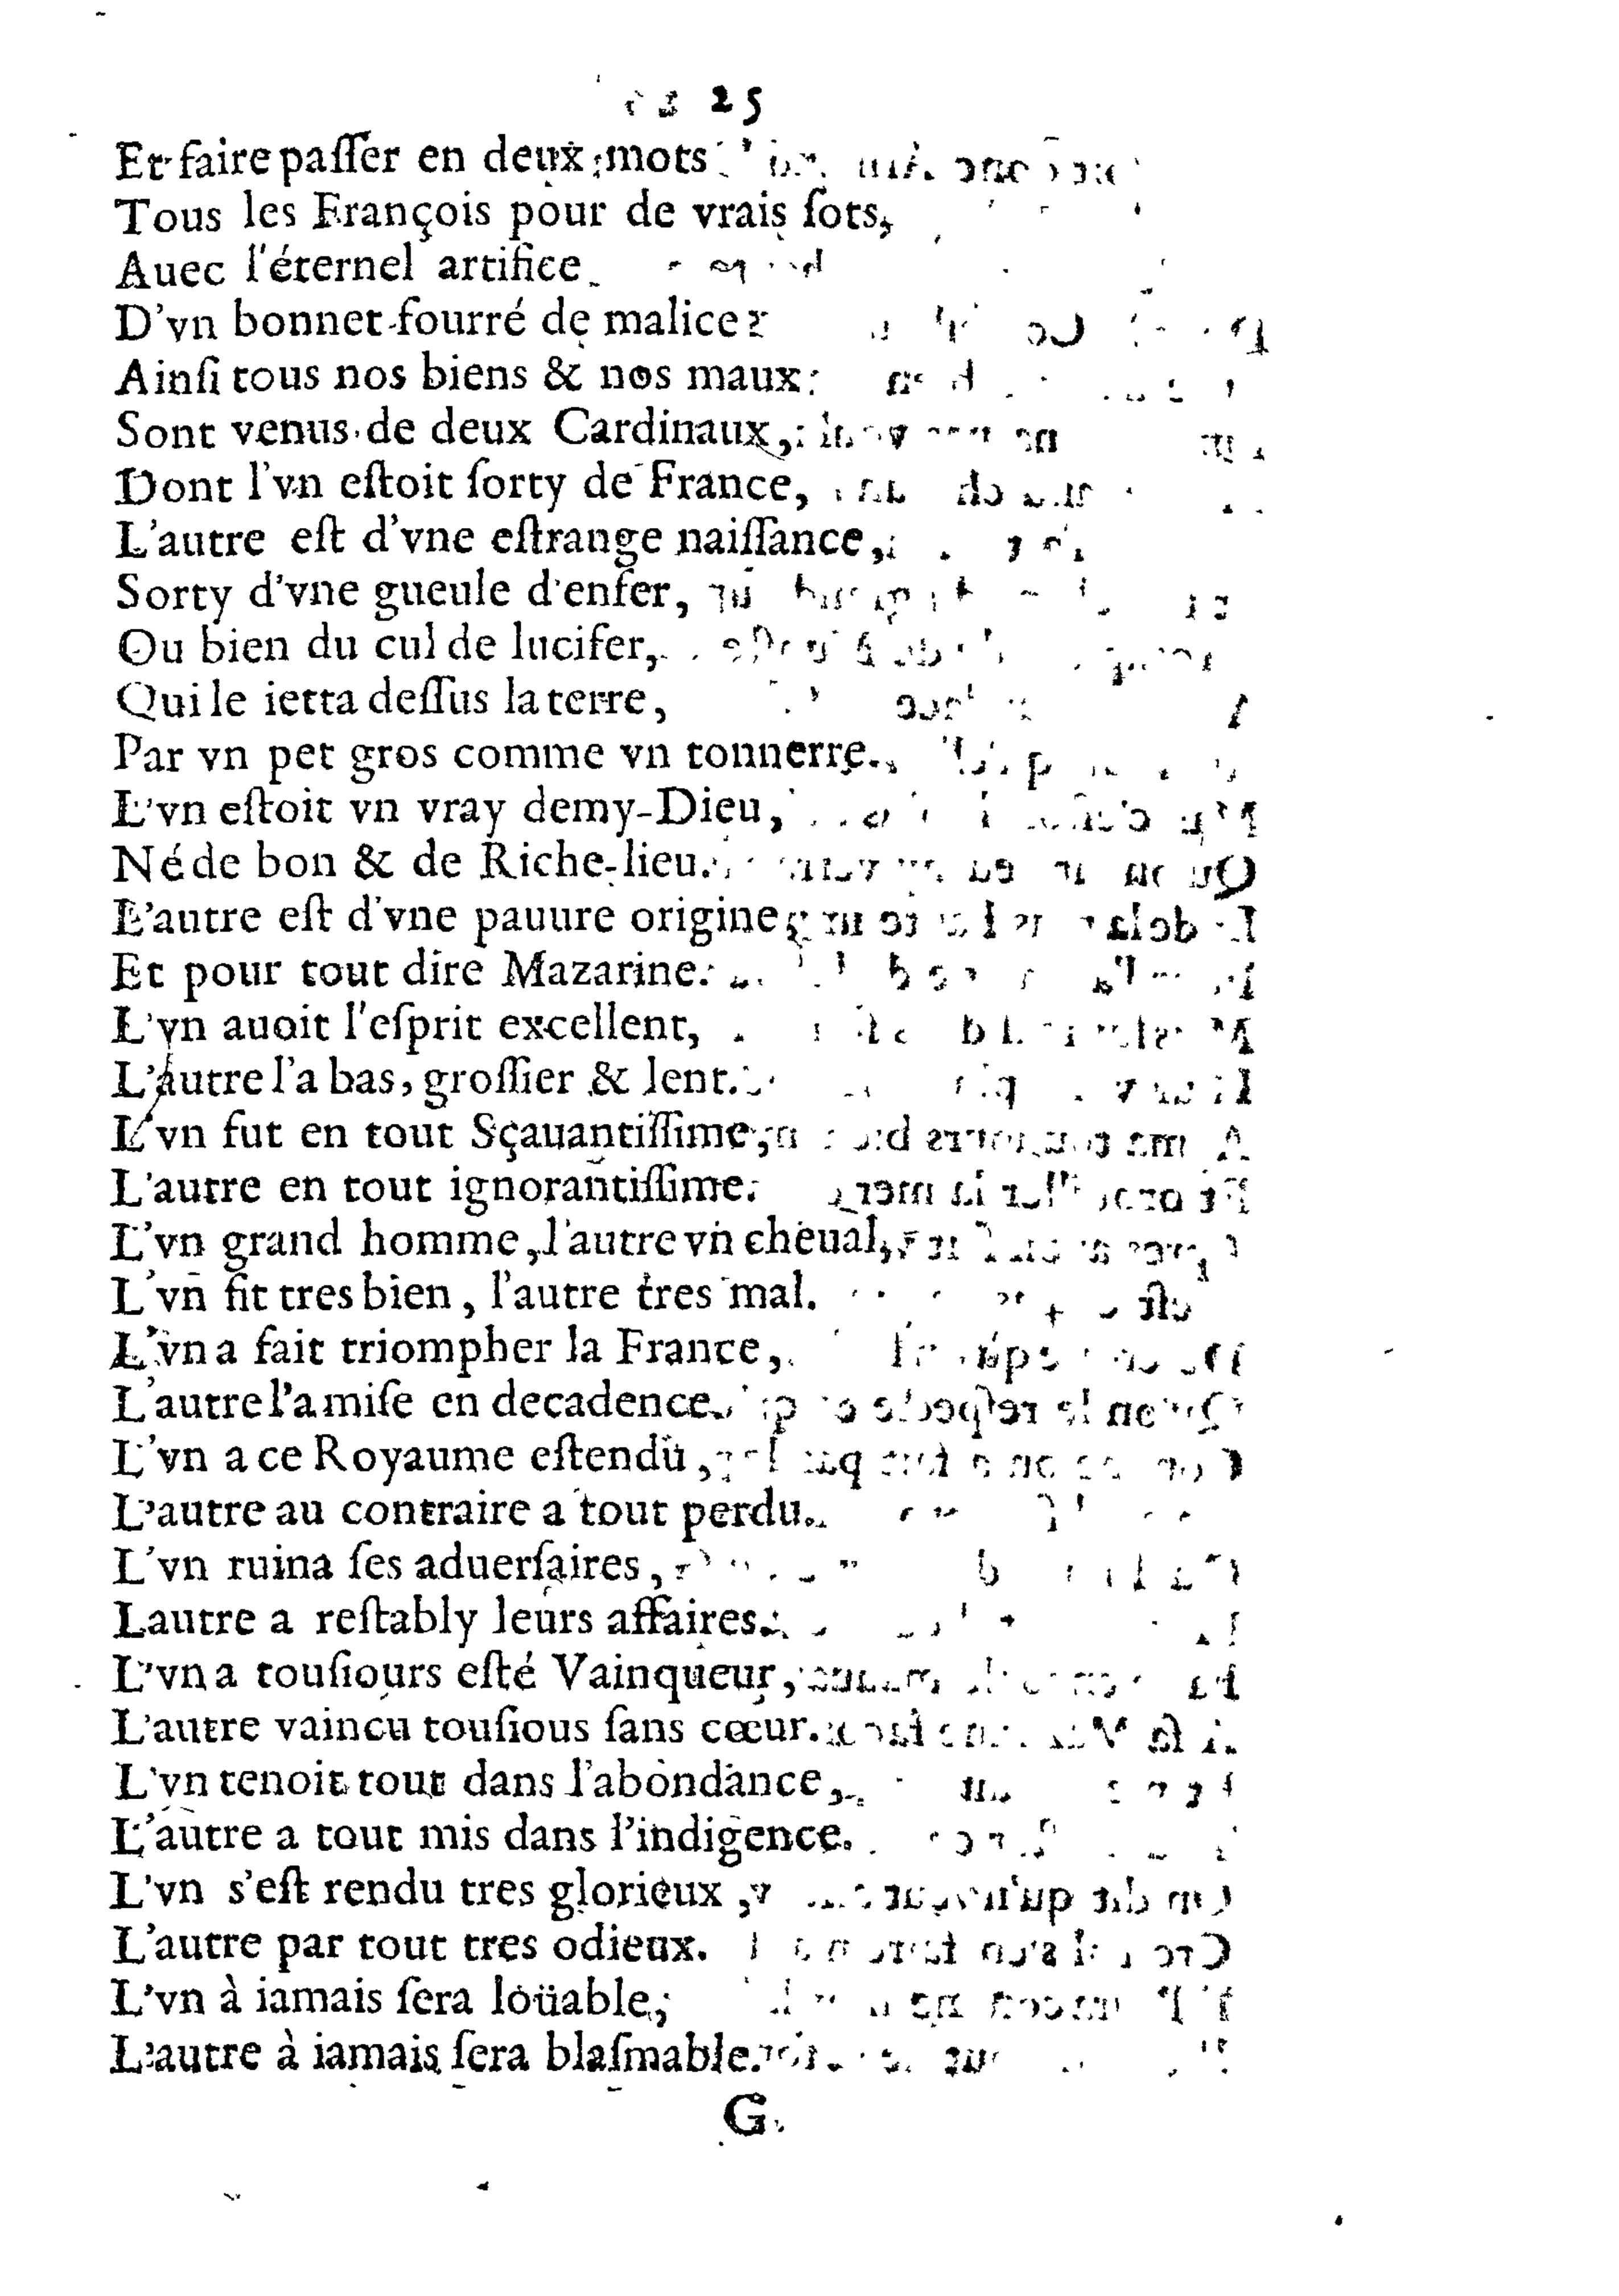 25
Et faire paſſer en deux mots
Tous les François pour de vrais ſots,
Auec l'éternel artifice
D'vn bonnet fourré de malice:
Ainſi tous nos biens & nos maux
Sont venus de deux Cardinaux,
Dont l'vn eſtoit ſorty de France,
L'autre eſt d'vne eſtrange naiſſance,
Sorty d'vne gueule d'enfer,
Ou bien du cul de lucifer,
Qui le ietta deſſus la terre,
Par vn pet gros comme vn tonnerre.
L'vn eſtoit vn vray demy-Dieu,
Né de bon & de Riche-lieu.
L'autre eſt d'vne pauure origine
Et pour tout dire Mazarine.
L'vn auoit l'eſprit excellent,
L'autre l'a bas, groſſier & lent.
L'vn fut en tout Sçauantiſſime,
L'autre en tout ignorantiſſime.
L'vn grand homme, l'autre vn cheual,
L'vn fit tres bien, l'autre tres mal.
L'vn a fait triompher la France,
L'autre l'a miſe en decadence.
L'vn a ce Royaume eſtendu,
L'autre au contraire a tout perdu.
L'vn ruina ſes aduerſaires,
Lautre a reſtably leurs affaires.
L'vn a touſiours eſté Vainqueur,
L'autre vaincu touſious ſans cœur.
L'vn tenoit tout dans l'abondance,
L'autre a tout mis dans l'indigence.
L'vn s'eſt rendu tres glorieux,
L'autre par tout tres odieux.
L'vn à iamais ſera loüable,
L'autre à iamais ſera blaſmable.
G